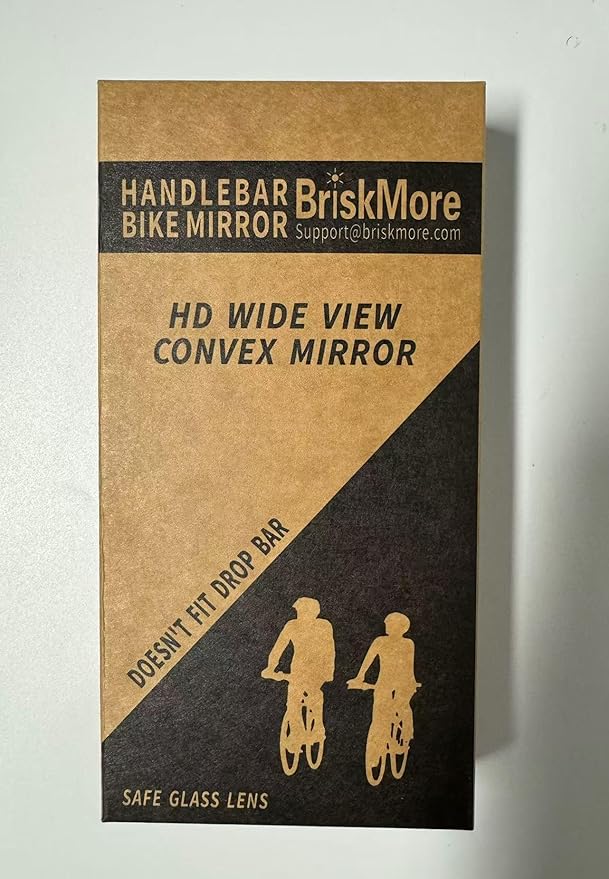 HANDLEBAR
BIKE MIRROR
BriskMore
Support@briskmore.com
HD WIDE VIEW
CONVEX MIRROR
DOESN'T FIT DROP BAR
SAFE GLASS LENS